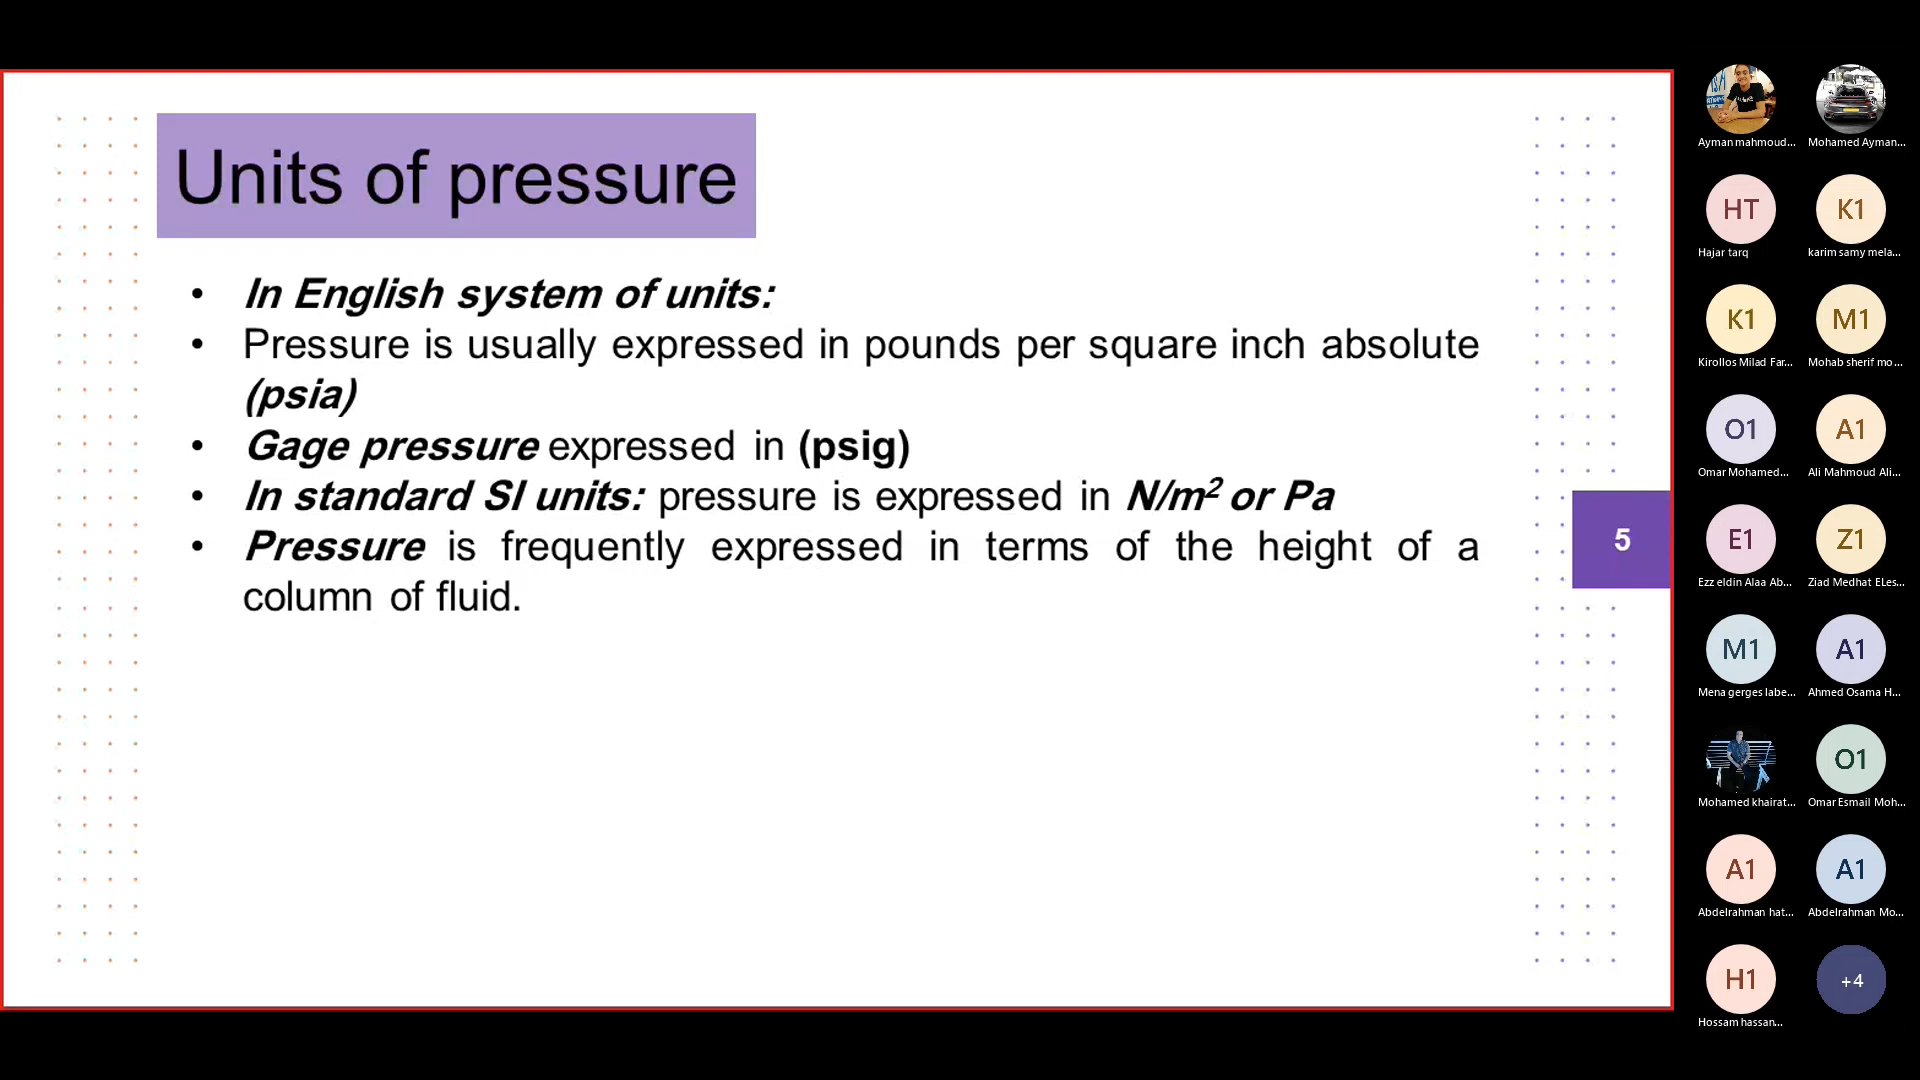 Units of pressure
• In English system of units:
• Pressure is usually expressed in pounds per square inch absolute
(psia)
• Gage pressure expressed in (psig)
• In standard SI units: pressure is expressed in N/m² or Pa
• Pressure is frequently expressed in terms of the height of a
column of fluid.
5
Ayman mahmoud...
Mohamed Ayman...
HT
K1
Hajar tarq
karim samy mela...
K1
M1
Kirollos Milad Far...
Mohab sherif mo...
O1
A1
Omar Mohamed...
Ali Mahmoud Ali...
E1
Z1
Ezz eldin Alaa Ab...
Ziad Medhat ELes...
M1
A1
Mena gerges labe...
Ahmed Osama H...
O1
Mohamed khairat...
Omar Esmail Moh...
A1
A1
Abdelrahman hat...
Abdelrahman Mo...
H1
+4
Hossam hassan...